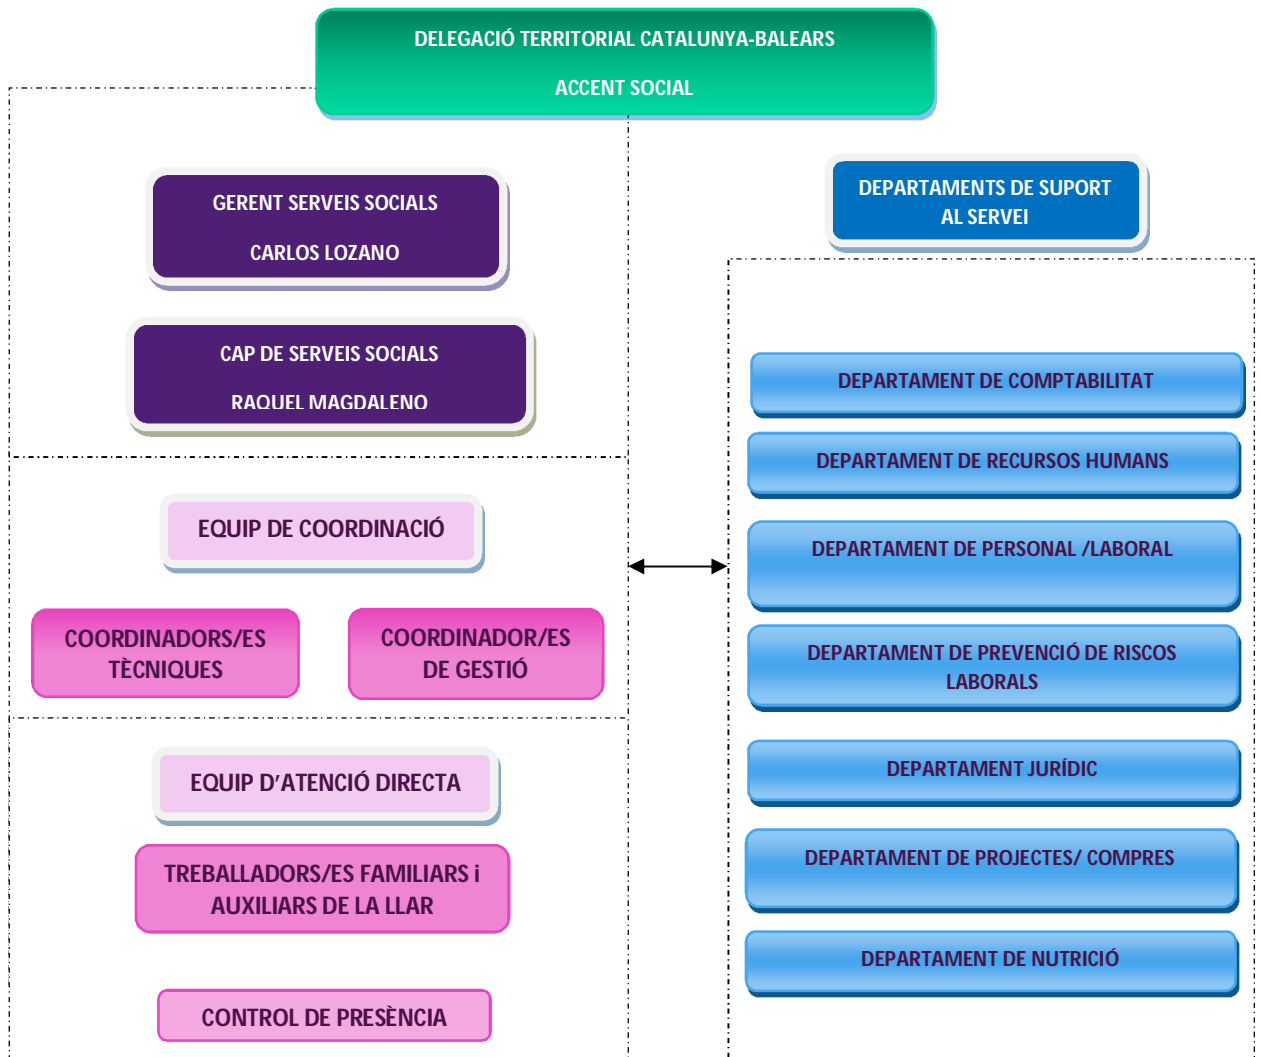 DELEGACIÓ TERRITORIAL CATALUNYA-BALEARS
ACCENT SOCIAL
GERENT SERVEIS SOCIALS
CARLOS LOZANO
CAP DE SERVEIS SOCIALS
RAQUEL MAGDALENO
EQUIP DE COORDINACIÓ
COORDINADORS/ES
TÈCNIQUES
COORDINADOR/ES
DE GESTIÓ
EQUIP D’ATENCIÓ DIRECTA
TREBALLADORS/ES FAMILIARS i
AUXILIARS DE LA LLAR
CONTROL DE PRESÈNCIA
DEPARTAMENTS DE SUPORT
AL SERVEI
DEPARTAMENT DE COMPTABILITAT
DEPARTAMENT DE RECURSOS HUMANS
DEPARTAMENT DE PERSONAL /LABORAL
DEPARTAMENT DE PREVENCIÓ DE RISCOS
LABORALS
DEPARTAMENT JURÍDIC
DEPARTAMENT DE PROJECTES/ COMPRES
DEPARTAMENT DE NUTRICIÓ